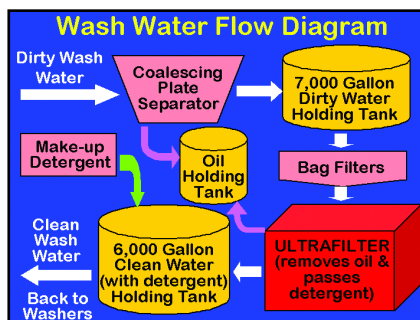 Wash Water Flow Diagram
Dirty Wash
Water
Coalescing
Plate
Separator
7,000 Gallon
Dirty Water
Holding Tank
Make-up
Detergent
Oil
Holding
Tank
Bag Filters
Clean
Wash
Water
Back to
Washers
6,000 Gallon
Clean Water
(with detergent)
Holding Tank
ULTRAFILTER
(removes oil &
passes
detergent)